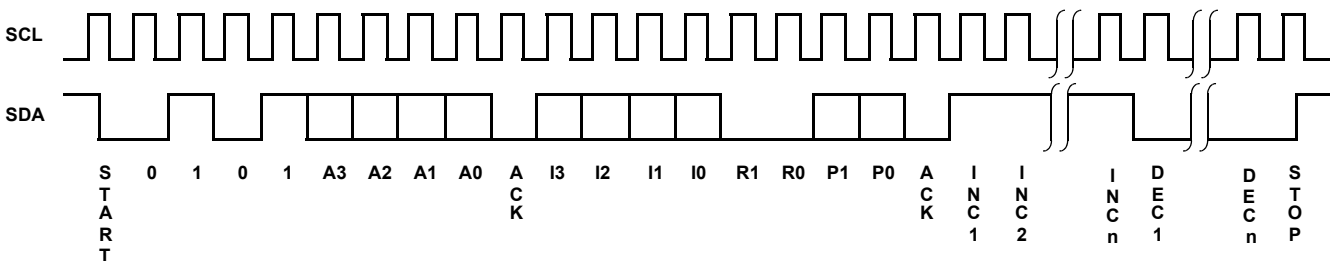 SCL
SDA
START 0 1 0 1 A3 A2 A1 A0 ACK I3 I2 I1 I0 R1 R0 P1 P0 ACK INC1 INC2 INCn DEC1 DECn STOP